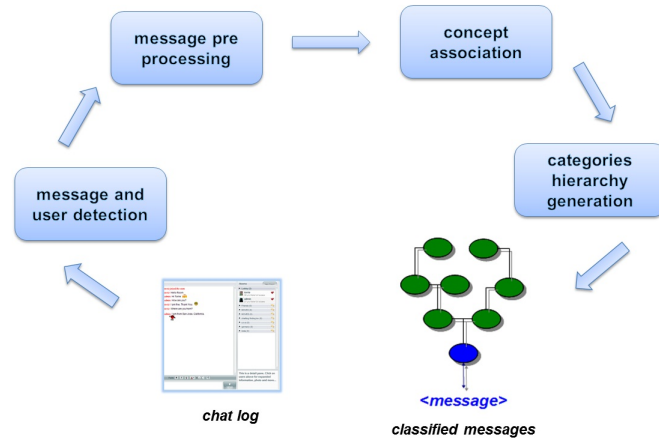 message pre
processing
concept
association
message and
user detection
categories
hierarchy
generation
<message>
chat log
classified messages